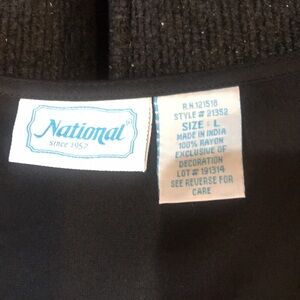 National
since 1952
R.N.121518
STYLE # 21352
SIZE : L
MADE IN INDIA
100% RAYON
EXCLUSIVE OF
DECORATION
LOT # 191314
SEE REVERSE FOR
CARE